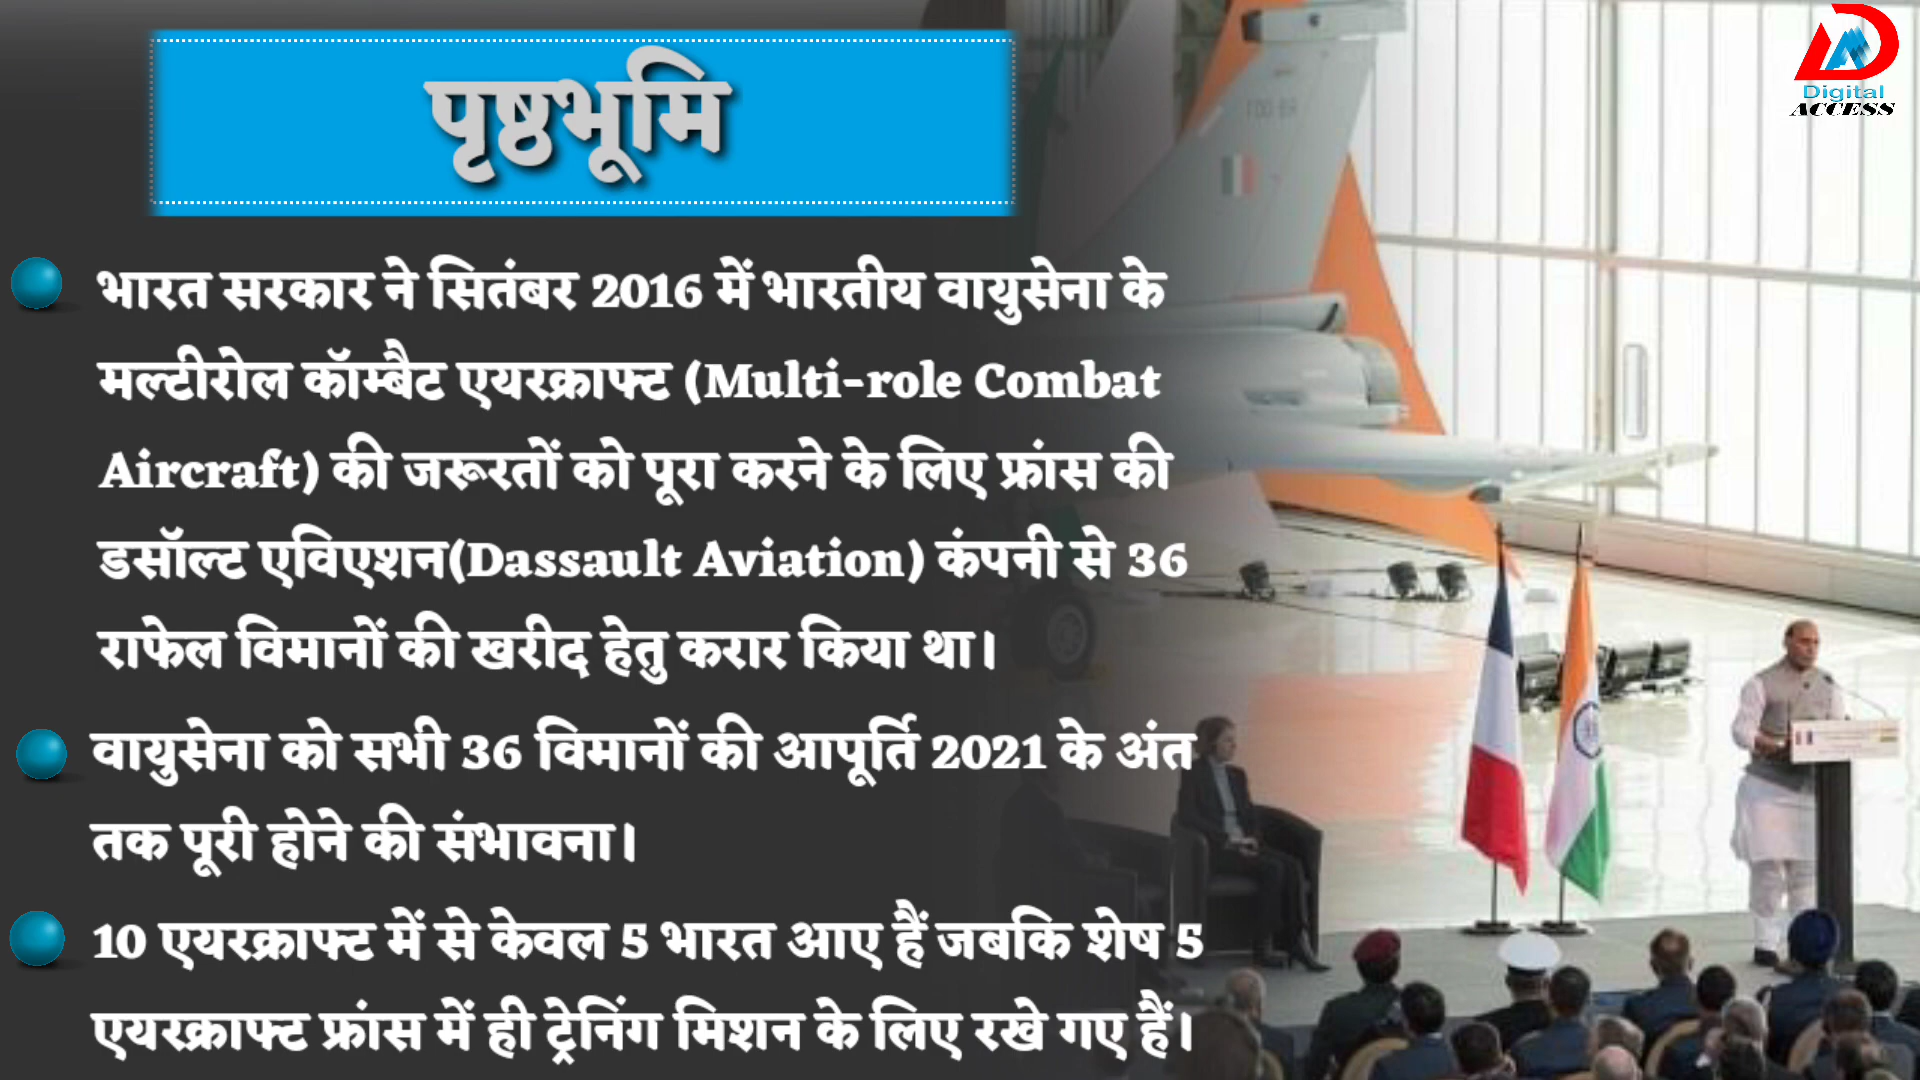 पृष्ठभूमि
Digital
ACCESS
भारत सरकार ने सितंबर 2016 में भारतीय वायुसेना के
मल्टीरोल कॉम्बैट एयरक्राफ्ट (Multi-role Combat
Aircraft) की जरूरतों को पूरा करने के लिए फ्रांस की
डसॉल्ट एविएशन(Dassault Aviation) कंपनी से 36
राफेल विमानों की खरीद हेतु करार किया था।
वायुसेना को सभी 36 विमानों की आपूर्ति 2021 के अंत
तक पूरी होने की संभावना।
10 एयरक्राफ्ट में से केवल 5 भारत आए हैं जबकि शेष 5
एयरक्राफ्ट फ्रांस में ही ट्रेनिंग मिशन के लिए रखे गए हैं।